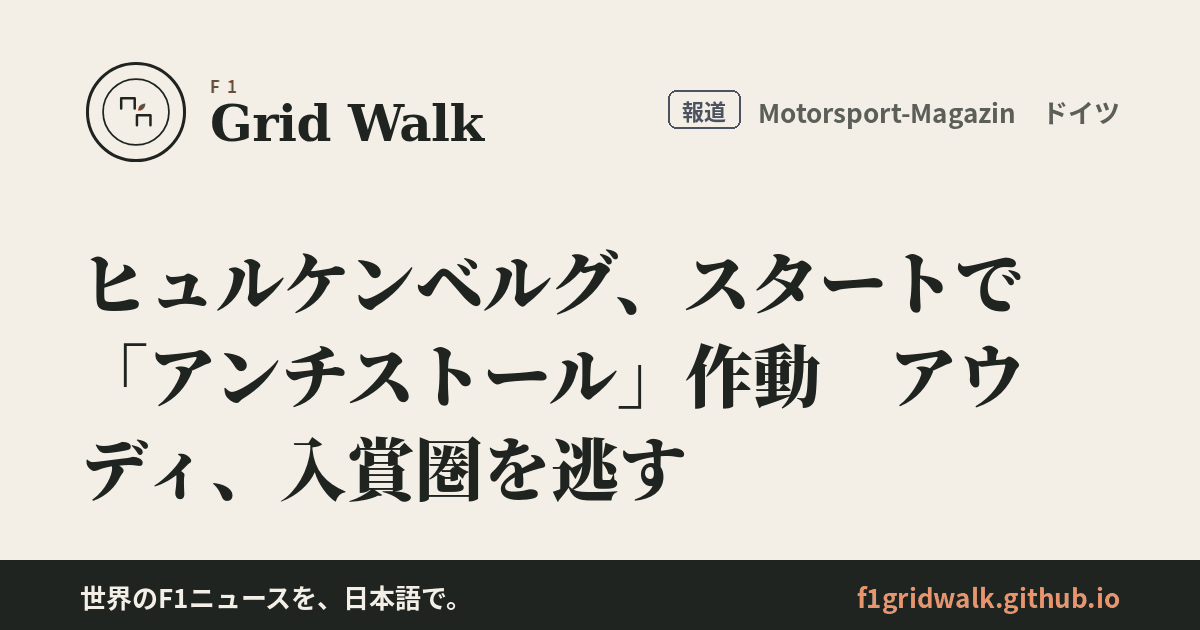 F1
Grid Walk
報道 Motorsport-Magazin ドイツ
ヒュルケンベルグ、スタートで
「アンチストール」作動　アウ
ディ、入賞圏を逃す
世界のF1ニュースを、日本語で。
f1gridwalk.github.io